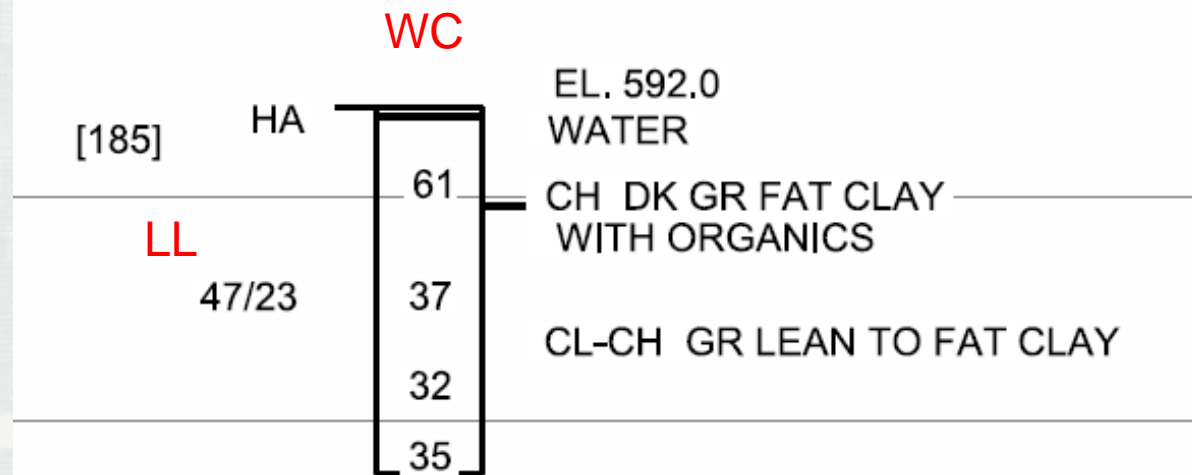 WC
EL. 592.0
HA
WATER
[185]
61
CH DK GR FAT CLAY
WITH ORGANICS
LL
47/23
37
CL-CH GR LEAN TO FAT CLAY
32
35